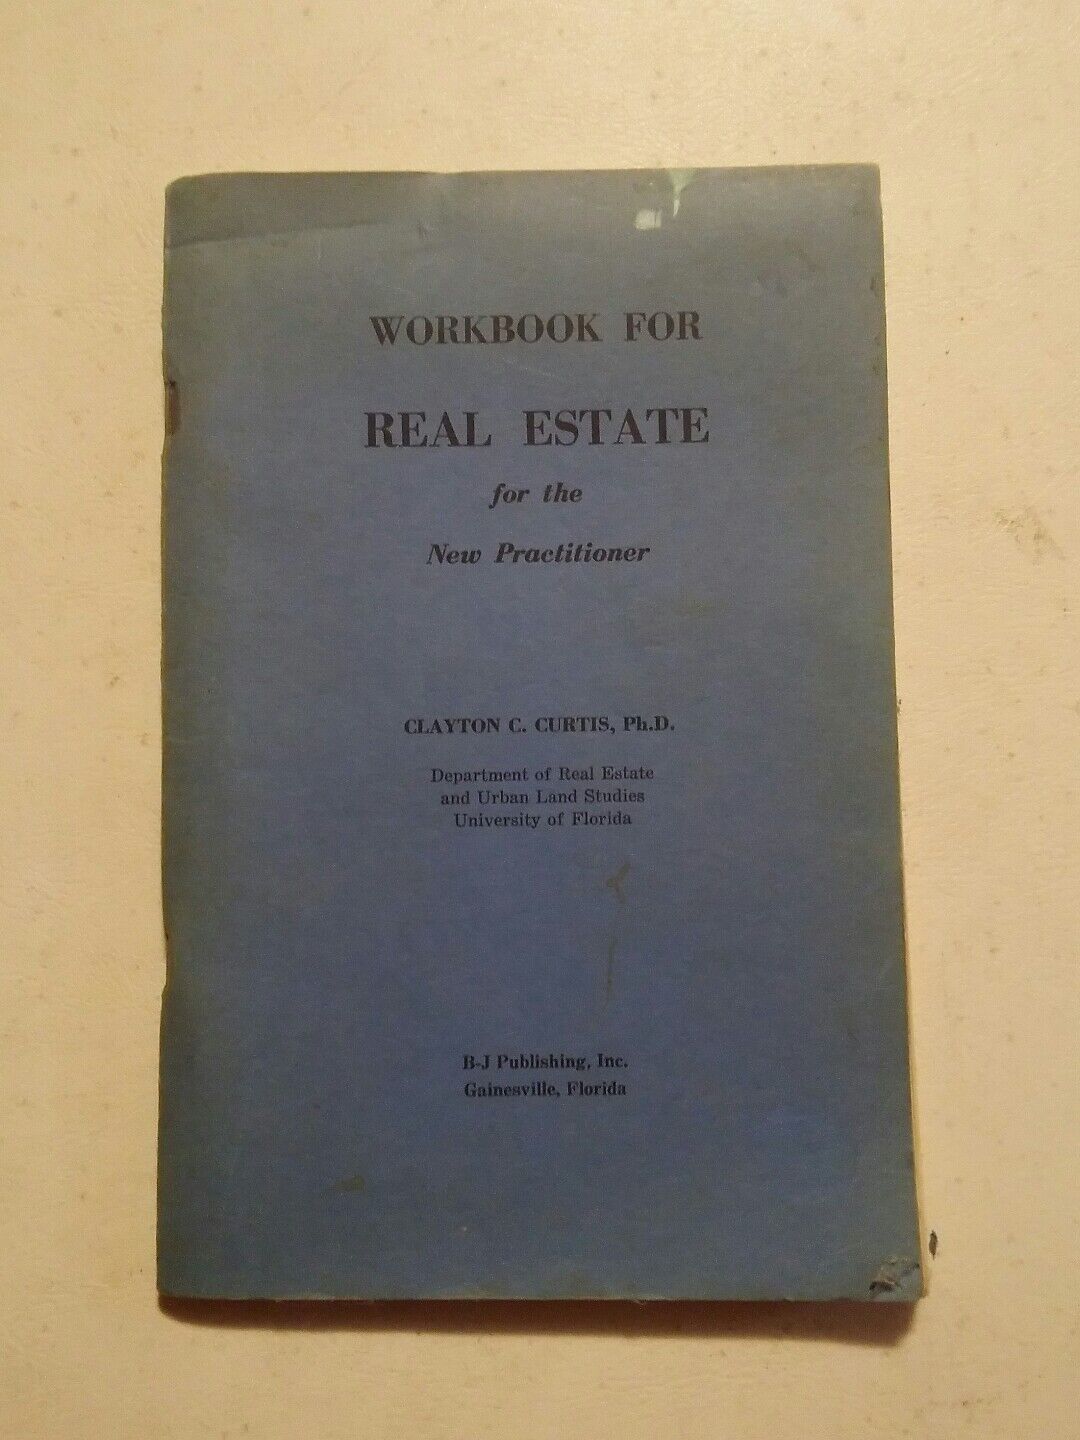 WORKBOOK FOR
REAL ESTATE
for the
New Practitioner
CLAYTON C. CURTIS, Ph.D.
Department of Real Estate
and Urban Land Studies
University of Florida
B-J Publishing, Inc.
Gainesville, Florida